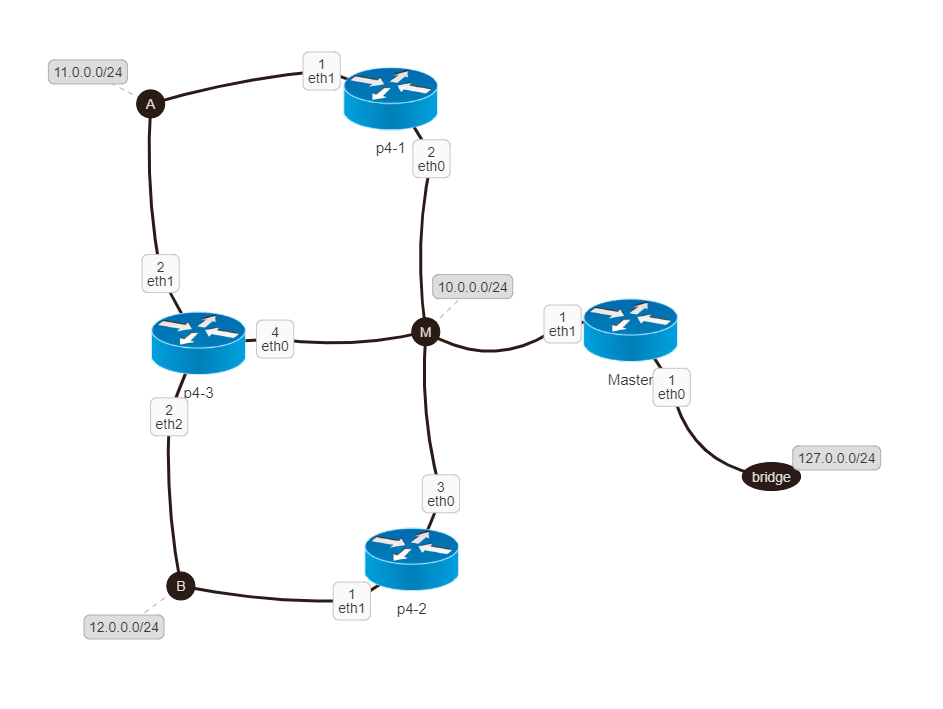 11.0.0.0/24
A
1
eth1
p4-1
2
eth0
2
eth1
10.0.0.0/24
M
1
eth1
4
eth0
p4-3
Master
1
eth0
2
eth2
127.0.0.0/24
bridge
3
eth0
B
1
eth1
p4-2
12.0.0.0/24